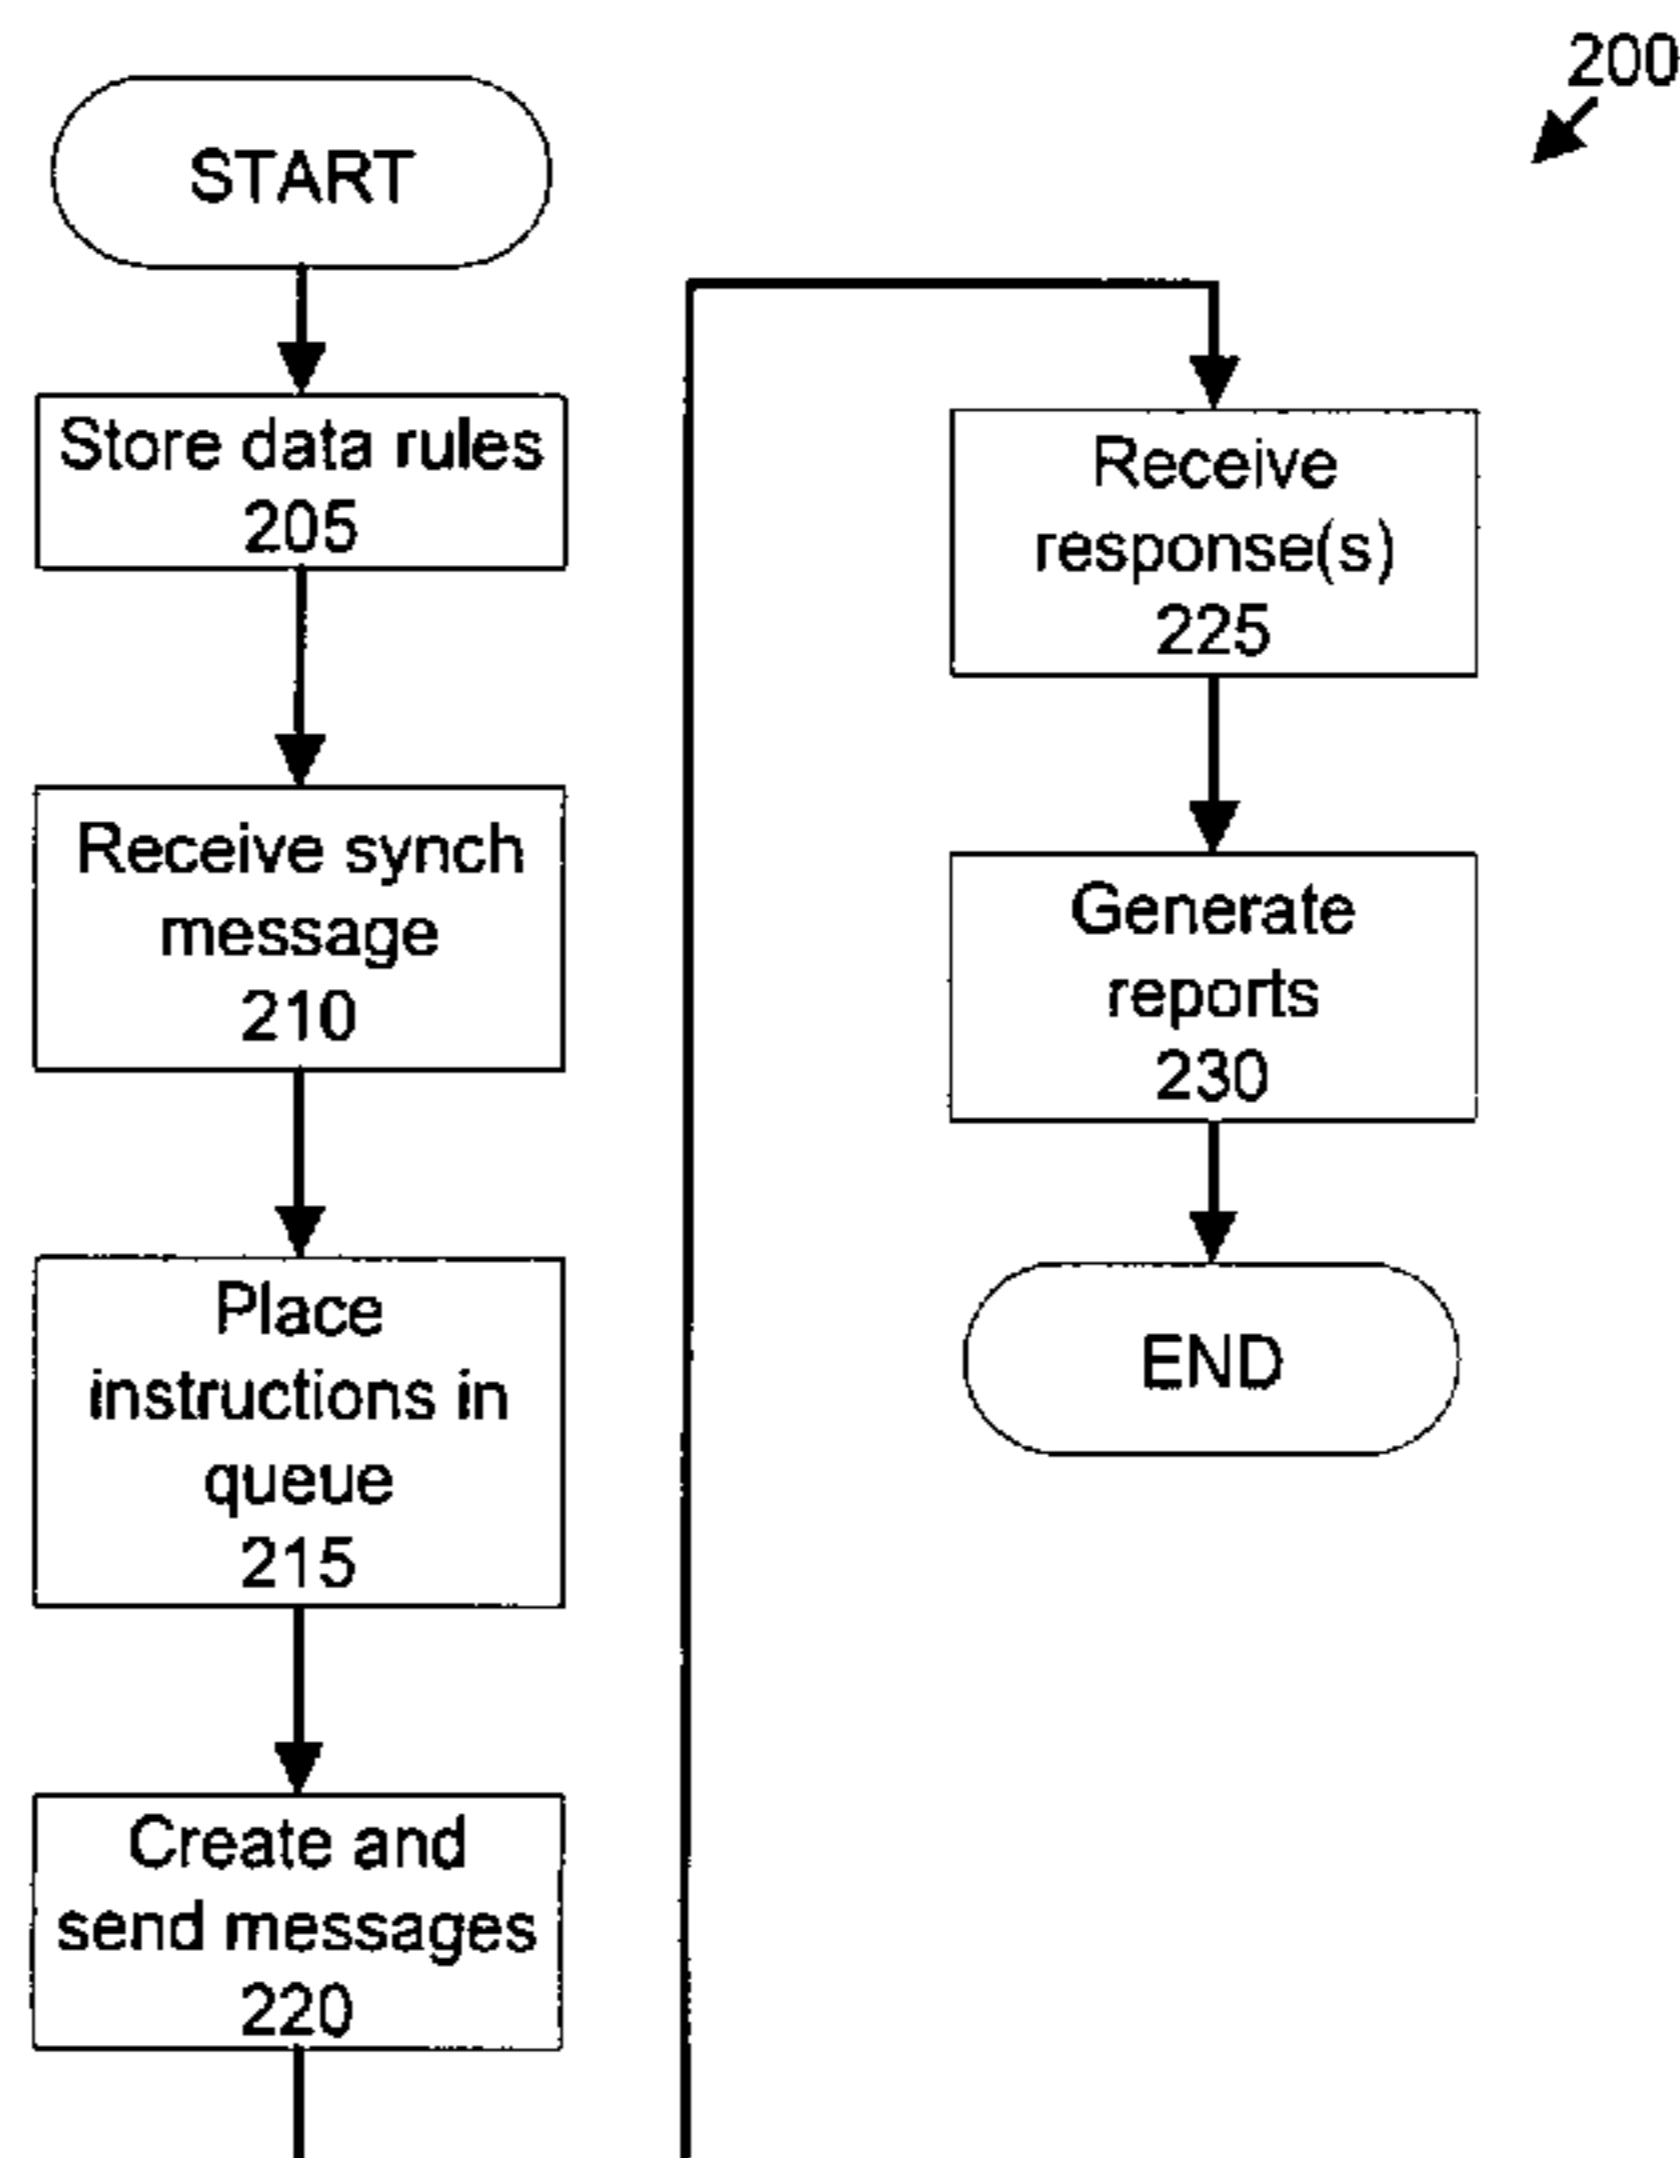 200
START
Store data rules
205
Receive synch
message
210
Place
instructions in
queue
215
Create and
send messages
220
Receive
response(s)
225
Generate
reports
230
END